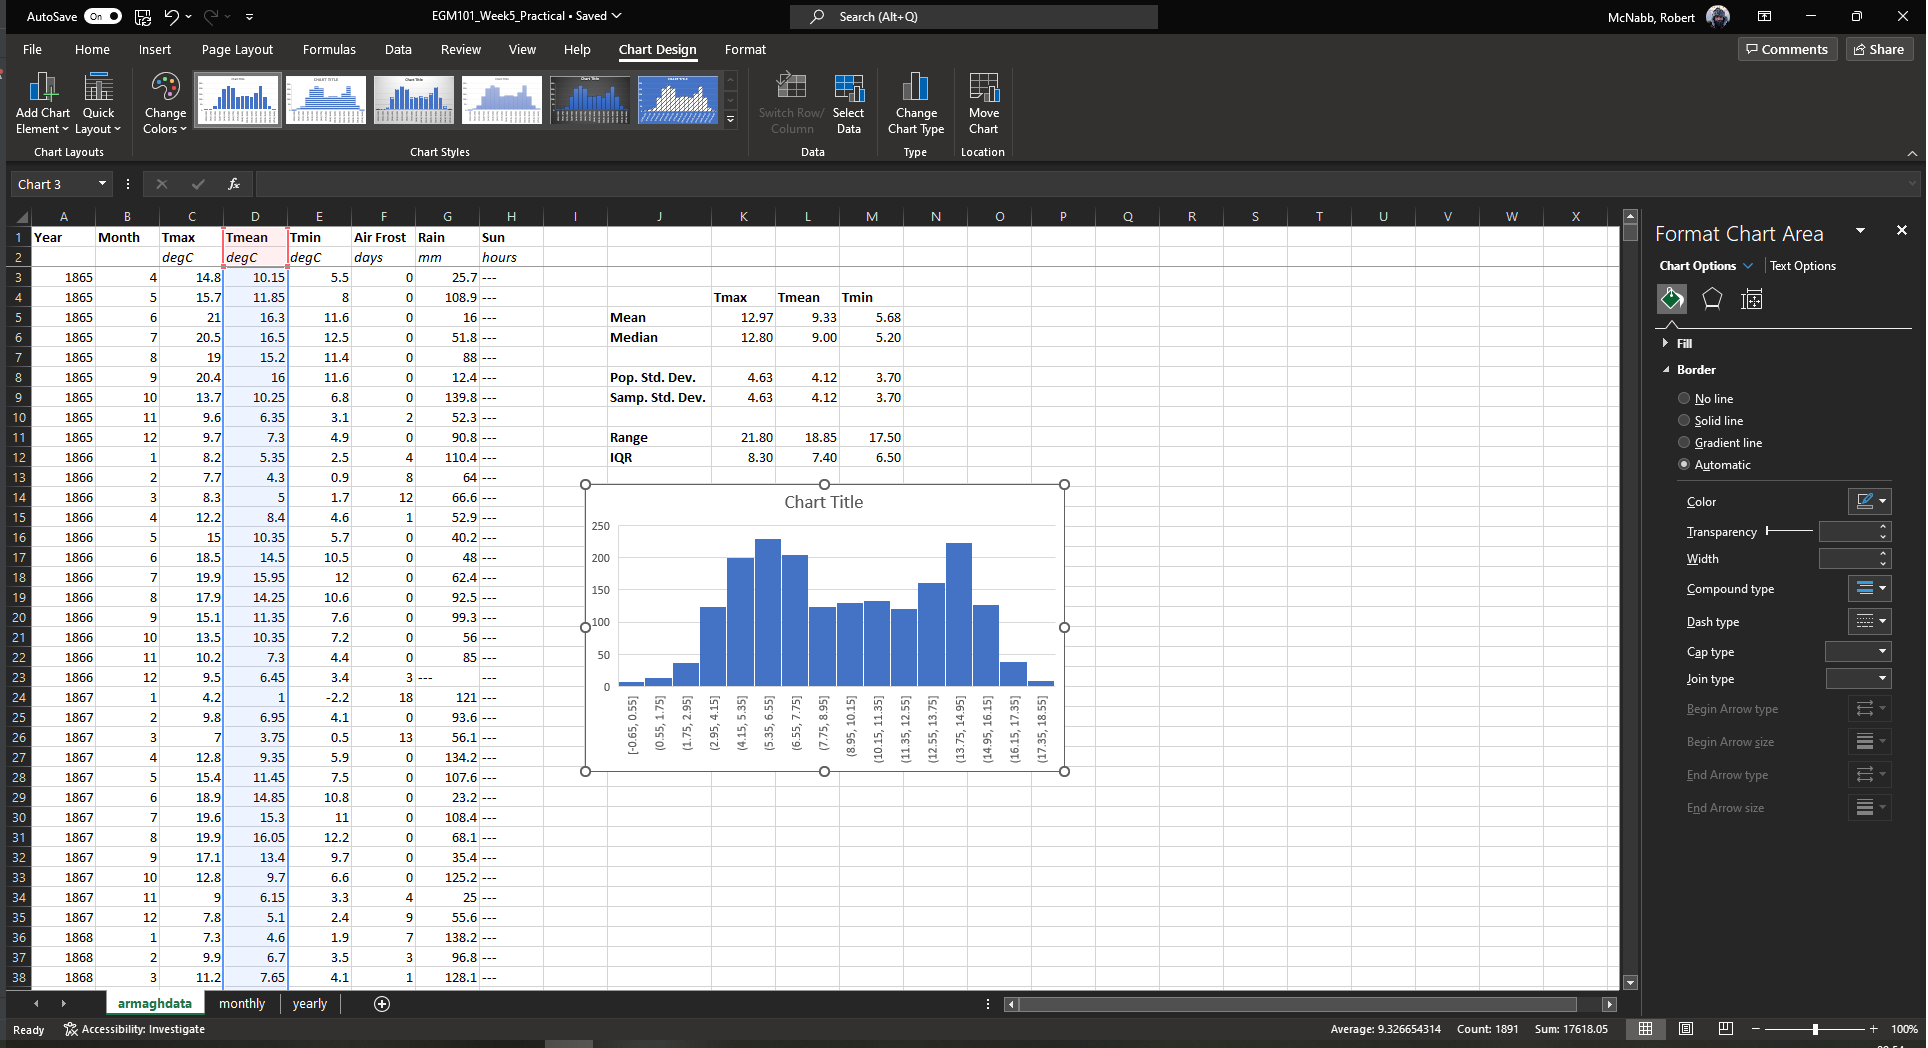 AutoSave On EGM101_Week5_Practical • Saved Search (Alt+Q) McNabb, Robert
File Home Insert Page Layout Formulas Data Review View Help Chart Design Format Comments Share
Add Chart Element Quick Layout Change Colors Switch Row/ Column Select Data Change Chart Type Move Chart
Chart Layouts Chart Styles Data Type Location
Chart 3 fx
A B C D E F G H I J K L M N O P Q R S T U V W X
1 Year Month Tmax Tmean Tmin Air Frost Rain Sun
2 degC degC degC days mm hours
3 1865 4 14.8 10.15 5.5 0 25.7 ---
4 1865 5 15.7 11.85 8 0 108.9 --- Tmax Tmean Tmin
5 1865 6 21 16.3 11.6 0 16 --- Mean 12.97 9.33 5.68
6 1865 7 20.5 16.5 12.5 0 51.8 --- Median 12.80 9.00 5.20
7 1865 8 19 15.2 11.4 0 88 ---
8 1865 9 20.4 16 11.6 0 12.4 --- Pop. Std. Dev. 4.63 4.12 3.70
9 1865 10 13.7 10.25 6.8 0 139.8 --- Samp. Std. Dev. 4.63 4.12 3.70
10 1865 11 9.6 6.35 3.1 2 52.3 ---
11 1865 12 9.7 7.3 4.9 0 90.8 --- Range 21.80 18.85 17.50
12 1866 1 8.2 5.35 2.5 4 110.4 --- IQR 8.30 7.40 6.50
13 1866 2 7.7 4.3 0.9 8 64 ---
14 1866 3 8.3 5 1.7 12 66.6 ---
15 1866 4 12.2 8.4 4.6 1 52.9 ---
16 1866 5 15 10.35 5.7 0 40.2 ---
17 1866 6 18.5 14.5 10.5 0 48 ---
18 1866 7 19.9 15.95 12 0 62.4 ---
19 1866 8 17.9 14.25 10.6 0 92.5 ---
20 1866 9 15.1 11.35 7.6 0 99.3 ---
21 1866 10 13.5 10.35 7.2 0 56 ---
22 1866 11 10.2 7.3 4.4 0 85 ---
23 1866 12 9.5 6.45 3.4 3 --- ---
24 1867 1 4.2 1 -2.2 18 121 ---
25 1867 2 9.8 6.95 4.1 0 93.6 ---
26 1867 3 7 3.75 0.5 13 56.1 ---
27 1867 4 12.8 9.35 5.9 0 134.2 ---
28 1867 5 15.4 11.45 7.5 0 107.6 ---
29 1867 6 18.9 14.85 10.8 0 23.2 ---
30 1867 7 19.6 15.3 11 0 108.4 ---
31 1867 8 19.9 16.05 12.2 0 68.1 ---
32 1867 9 17.1 13.4 9.7 0 35.4 ---
33 1867 10 12.8 9.7 6.6 0 125.2 ---
34 1867 11 9 6.15 3.3 4 25 ---
35 1867 12 7.8 5.1 2.4 9 55.6 ---
36 1868 1 7.3 4.6 1.9 7 138.2 ---
37 1868 2 9.9 6.7 3.5 3 96.8 ---
38 1868 3 11.2 7.65 4.1 1 128.1 ---
Chart Title
250
200
150
100
50
0
[-0.65, 0.55] (0.55, 1.75] (1.75, 2.95] (2.95, 4.15] (4.15, 5.35] (5.35, 6.55] (6.55, 7.75] (7.75, 8.95] (8.95, 10.15] (10.15, 11.35] (11.35, 12.55] (12.55, 13.75] (13.75, 14.95] (14.95, 16.15] (16.15, 17.35] (17.35, 18.55]
Format Chart Area
Chart Options Text Options
Fill
Border
No line
Solid line
Gradient line
Automatic
Color
Transparency
Width
Compound type
Dash type
Cap type
Join type
Begin Arrow type
Begin Arrow size
End Arrow type
End Arrow size
armaghdata monthly yearly
Ready Accessibility: Investigate Average: 9.326654314 Count: 1891 Sum: 17618.05 100%